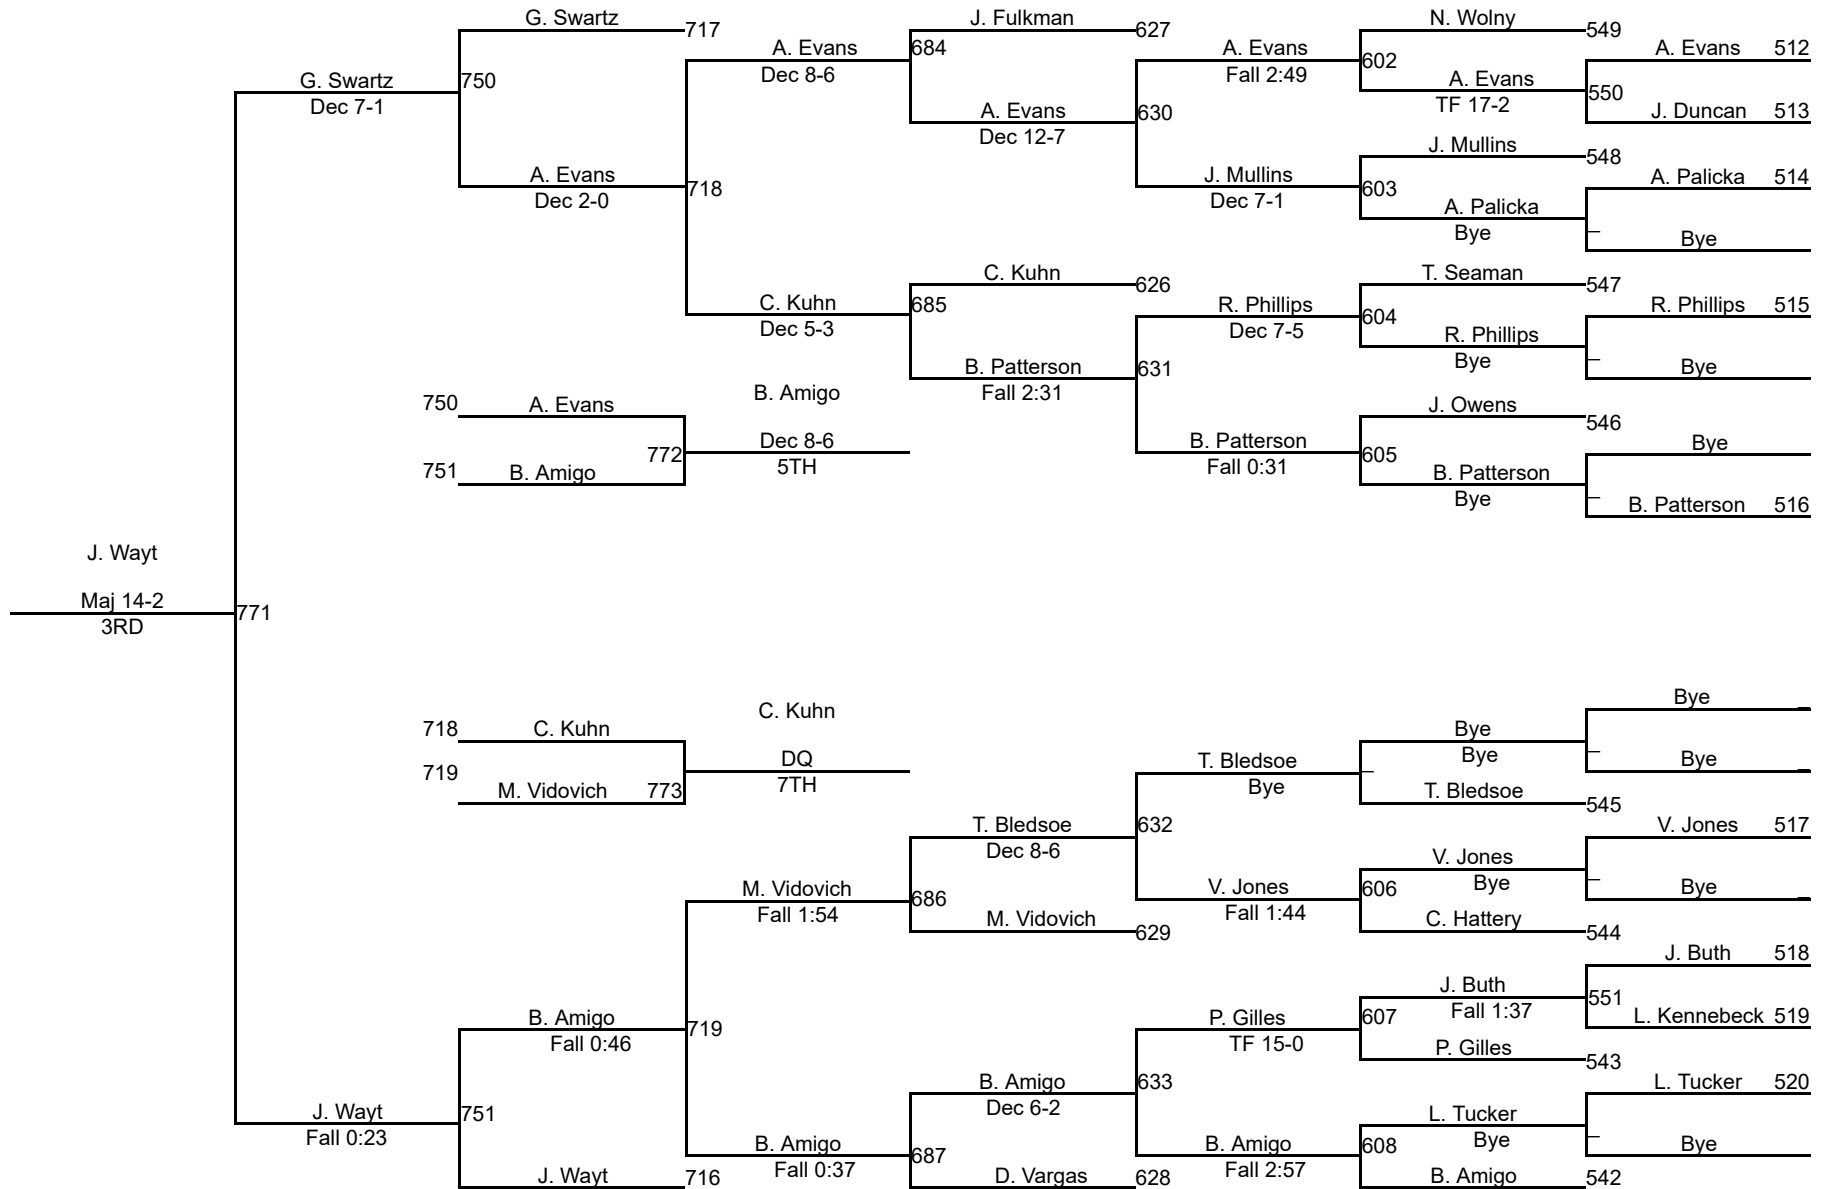 G. Swartz
717
J. Fulkman
627
N. Wolny
549
A. Evans
Dec 8-6
684
A. Evans
Fall 2:49
602
A. Evans 512
G. Swartz
Dec 7-1
750
A. Evans
TF 17-2
550
A. Evans
Dec 12-7
630
J. Duncan 513
J. Mullins
548
A. Evans
Dec 2-0
718
J. Mullins
Dec 7-1
603
A. Palicka 514
A. Palicka
Bye
Bye
C. Kuhn
626
T. Seaman
547
C. Kuhn
Dec 5-3
685
R. Phillips
Dec 7-5
604
R. Phillips 515
R. Phillips
Bye
B. Patterson
Fall 2:31
631
Bye
750
A. Evans
B. Amigo
J. Owens
546
772
Dec 8-6
5TH
B. Patterson
Fall 0:31
605
Bye
751
B. Amigo
B. Patterson
Bye
B. Patterson 516
J. Wayt
Maj 14-2
3RD
771
Bye
718
C. Kuhn
C. Kuhn
Bye
Bye
719
M. Vidovich
773
DQ
7TH
T. Bledsoe
Bye
Bye
T. Bledsoe
545
T. Bledsoe
Dec 8-6
632
V. Jones 517
V. Jones
Bye
M. Vidovich
Fall 1:54
686
V. Jones
Fall 1:44
606
Bye
M. Vidovich
629
C. Hattery
544
J. Buth 518
J. Buth
Fall 1:37
551
B. Amigo
Fall 0:46
719
P. Gilles
TF 15-0
607
L. Kennebeck 519
P. Gilles
543
B. Amigo
Dec 6-2
633
L. Tucker 520
J. Wayt
Fall 0:23
751
L. Tucker
Bye
B. Amigo
Fall 0:37
687
B. Amigo
Fall 2:57
608
Bye
J. Wayt
716
D. Vargas
628
B. Amigo
542